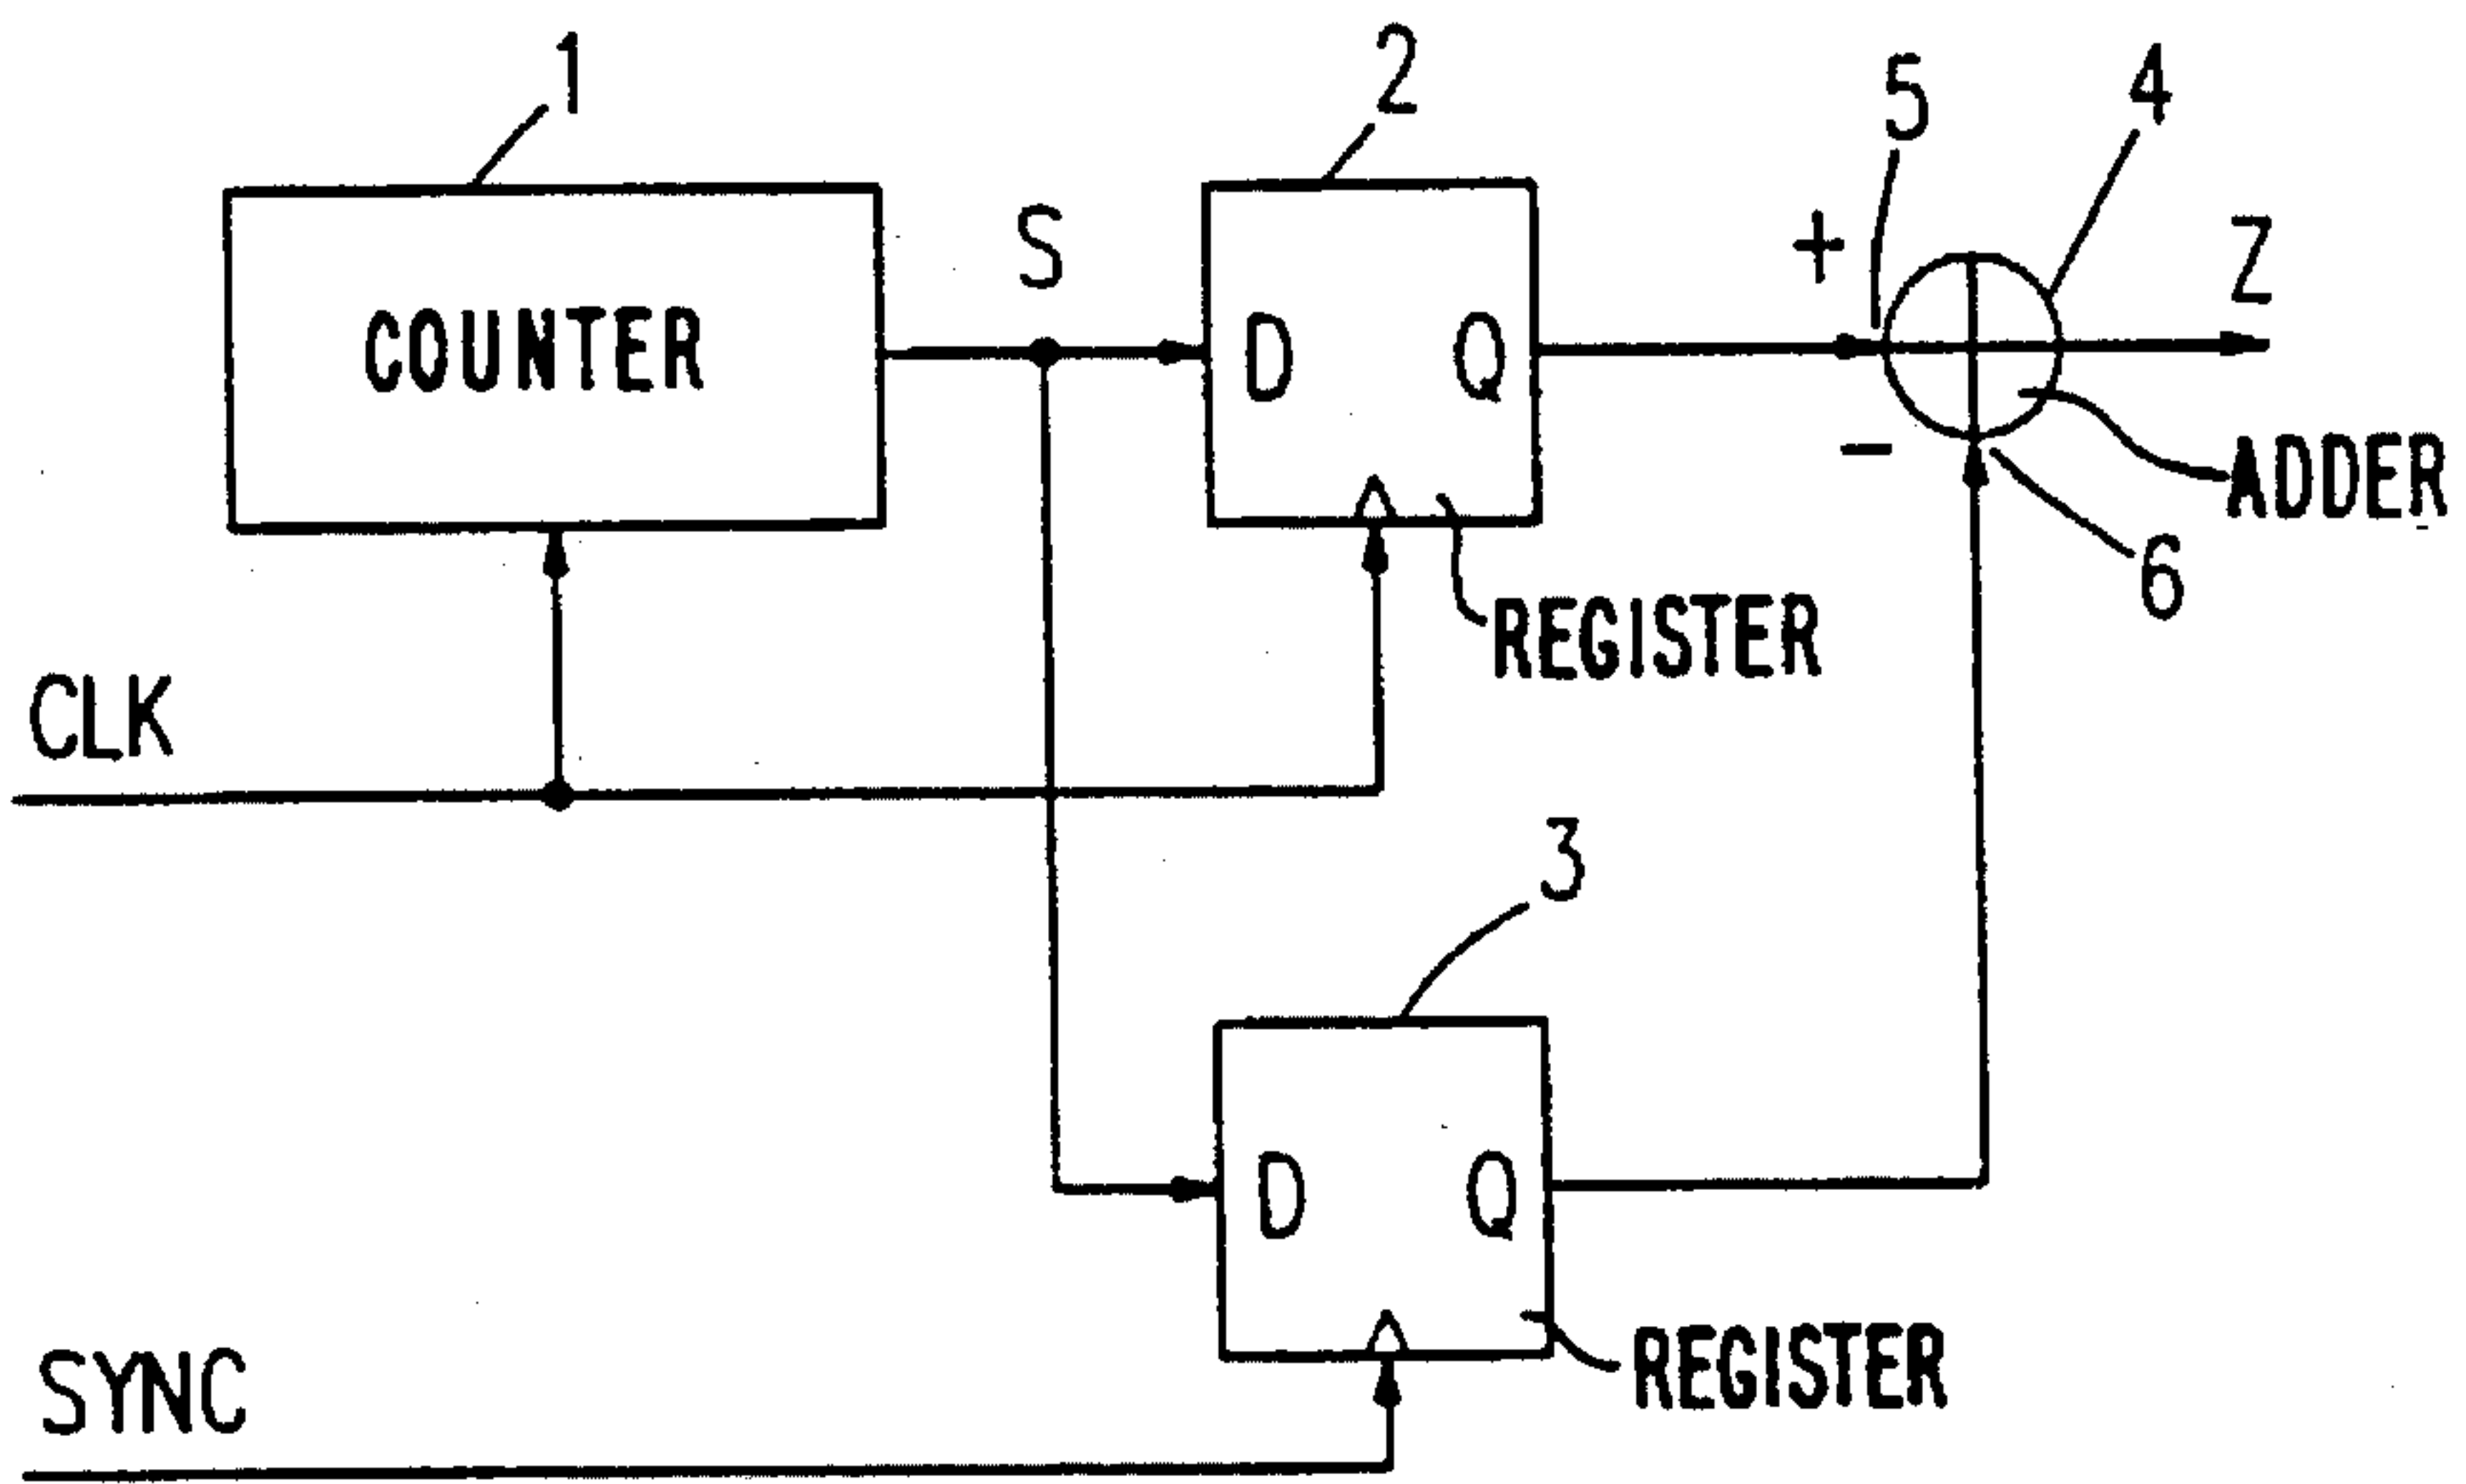 1
2
5
4
+
S
Z
COUNTER
D
Q
-
ADDER
6
REGISTER
CLK
3
D
Q
REGISTER
SYNC